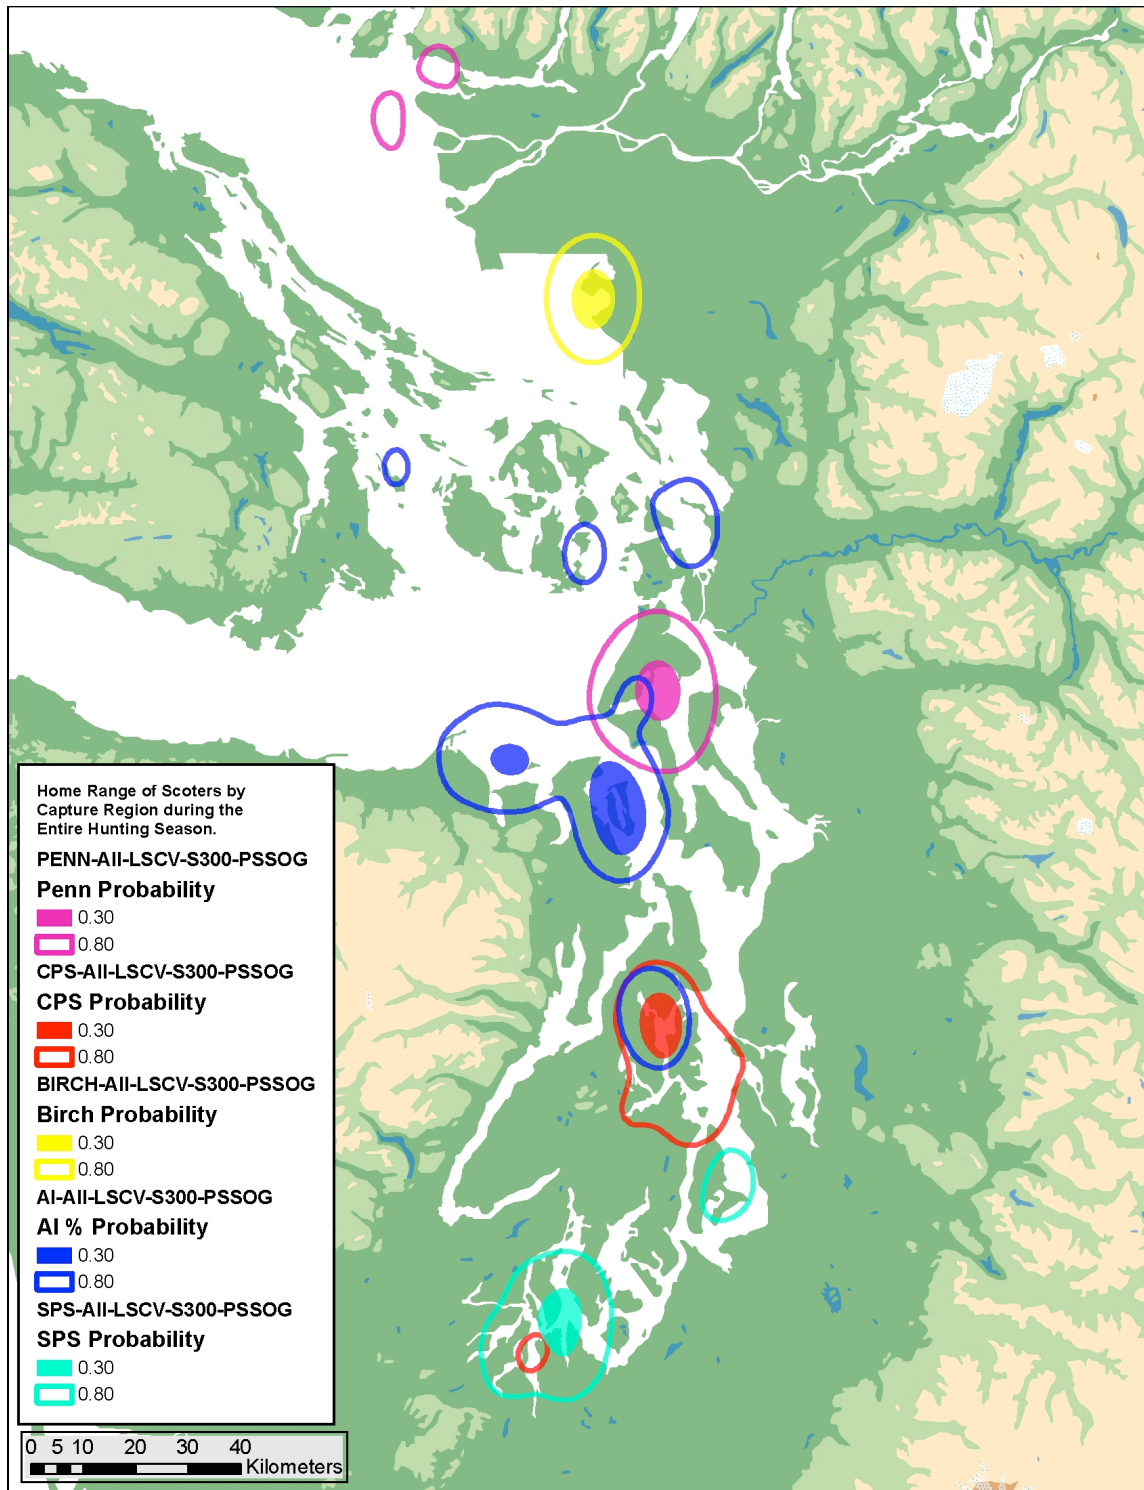 Home Range of Scoters by
Capture Region during the
Entire Hunting Season.
PENN-All-LSCV-S300-PSSOG
Penn Probability
0.30
0.80
CPS-All-LSCV-S300-PSSOG
CPS Probability
0.30
0.80
BIRCH-All-LSCV-S300-PSSOG
Birch Probability
0.30
0.80
AI-All-LSCV-S300-PSSOG
AI % Probability
0.30
0.80
SPS-All-LSCV-S300-PSSOG
SPS Probability
0.30
0.80
0 5 10 20 30 40
Kilometers